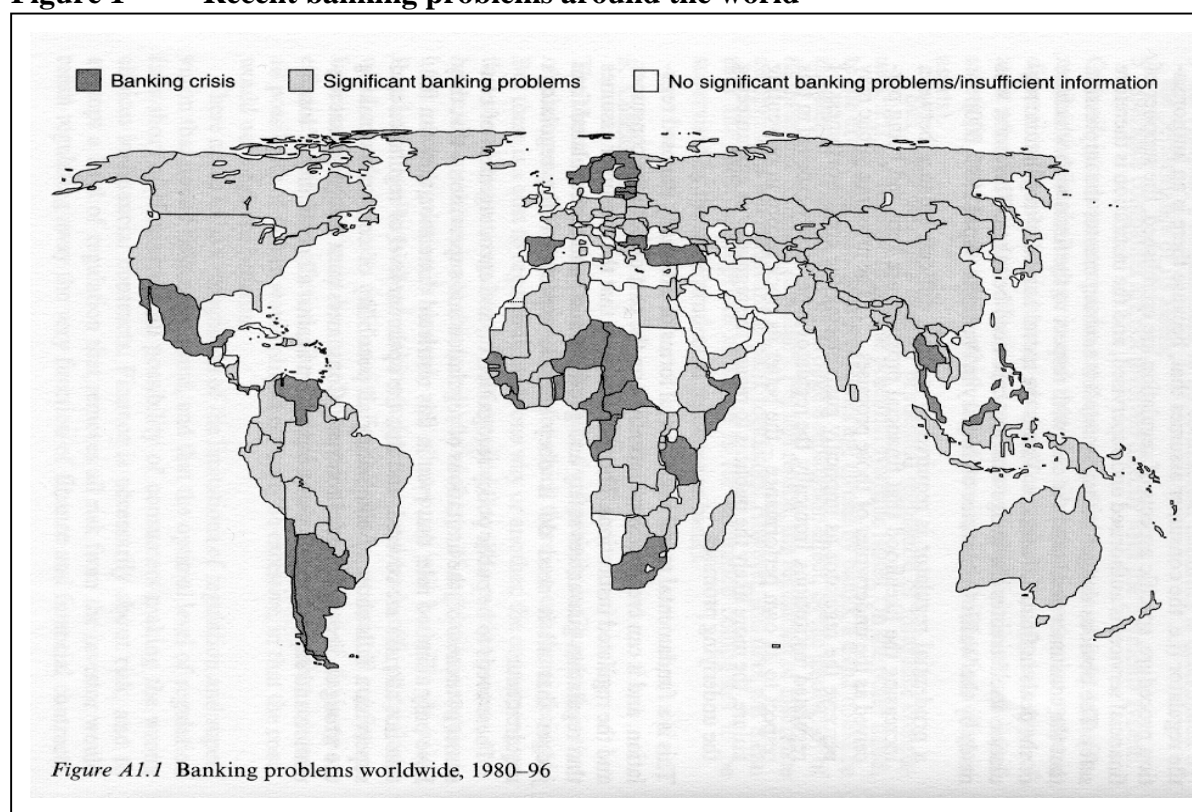 Figure 1 Recent banking problems around the world
Banking crisis Significant banking problems No significant banking problems/insufficient information
Figure A1.1 Banking problems worldwide, 1980–96